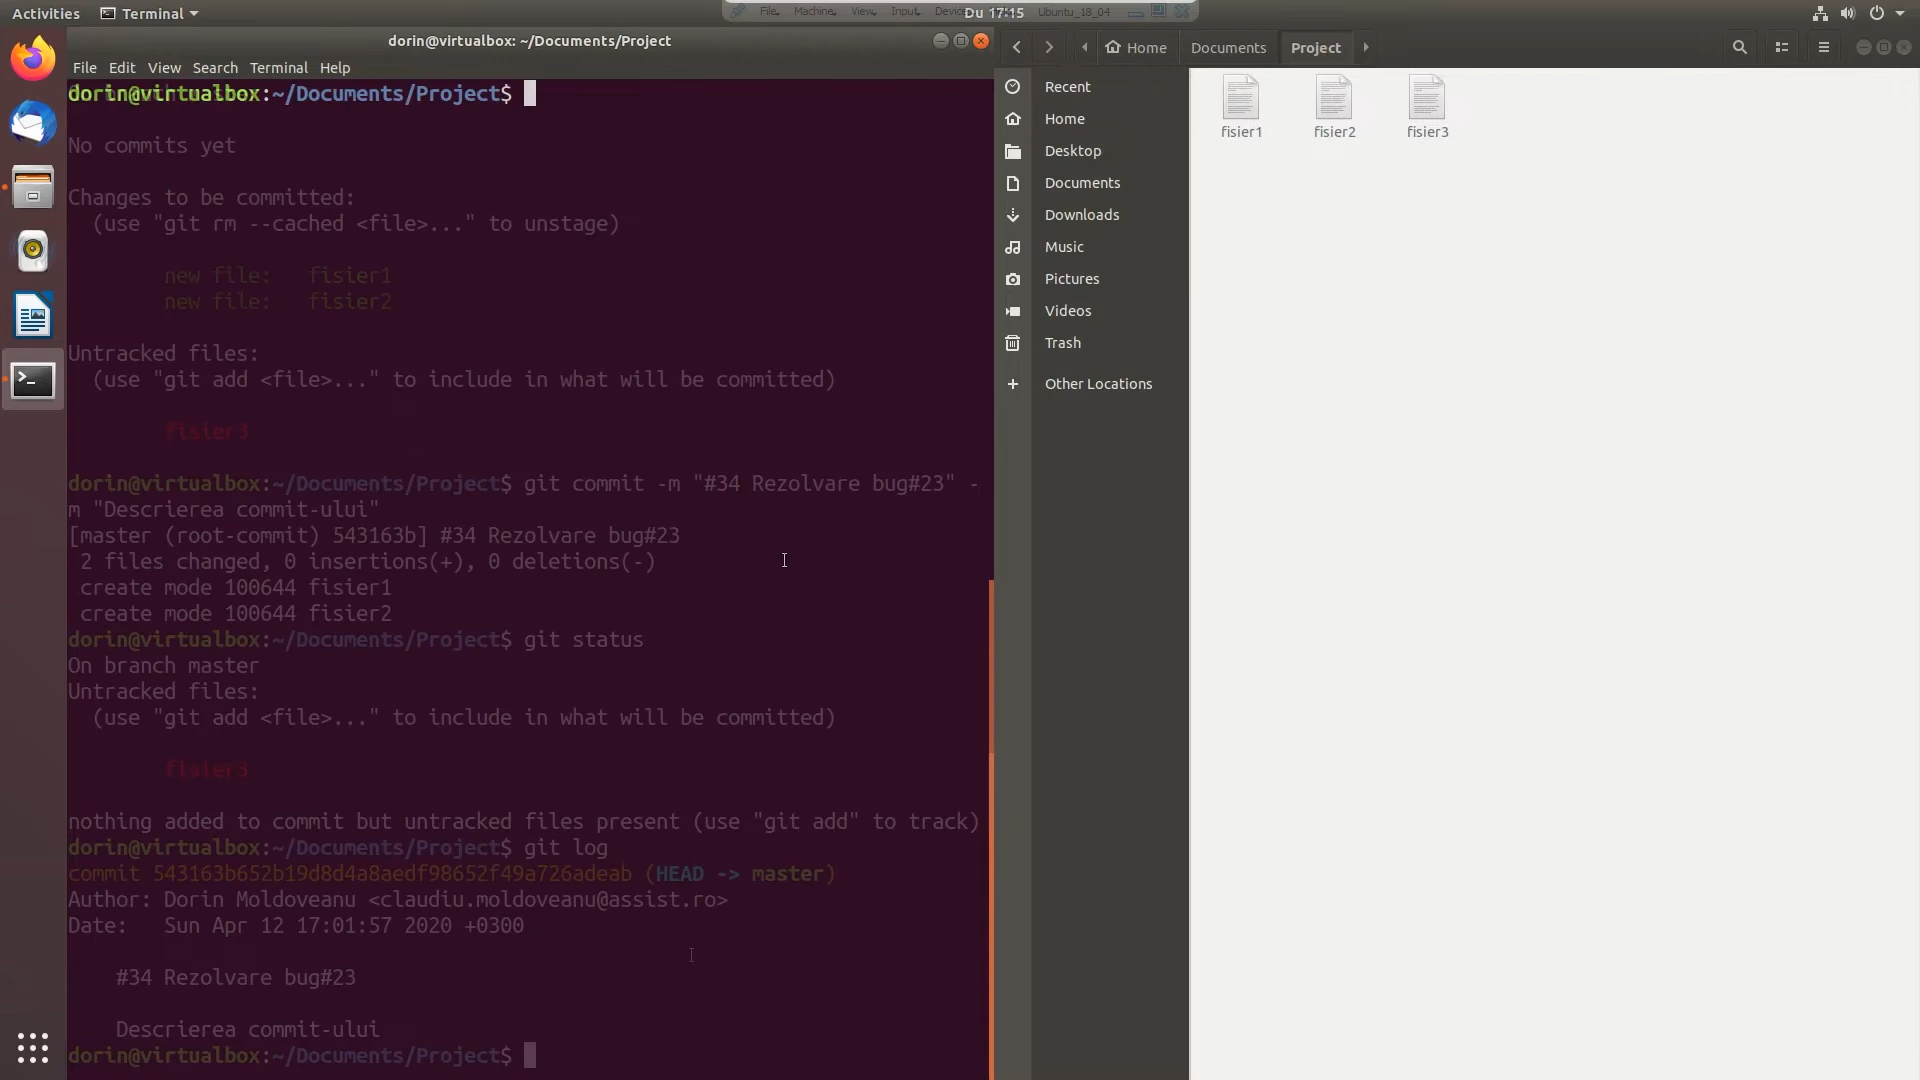 Activities
Terminal
File
Machine
View
Input
Devic
Du 17:15
Ubuntu_18_04
dorin@virtualbox: ~/Documents/Project
File Edit View Search Terminal Help
dorin@virtualbox:~/Documents/Project$
No commits yet
Changes to be committed:
(use "git rm --cached <file>..." to unstage)
new file: fisier1
new file: fisier2
Untracked files:
(use "git add <file>..." to include in what will be committed)
fisier3
dorin@virtualbox:~/Documents/Project$ git commit -m "#34 Rezolvare bug#23" -
m "Descrierea commit-ului"
[master (root-commit) 543163b] #34 Rezolvare bug#23
2 files changed, 0 insertions(+), 0 deletions(-)
create mode 100644 fisier1
create mode 100644 fisier2
dorin@virtualbox:~/Documents/Project$ git status
On branch master
Untracked files:
(use "git add <file>..." to include in what will be committed)
fisier3
nothing added to commit but untracked files present (use "git add" to track)
dorin@virtualbox:~/Documents/Project$ git log
commit 543163b652b19d8d4a8aedf98652f49a726adeab (HEAD -> master)
Author: Dorin Moldoveanu <claudiu.moldoveanu@assist.ro>
Date: Sun Apr 12 17:01:57 2020 +0300
#34 Rezolvare bug#23
Descrierea commit-ului
dorin@virtualbox:~/Documents/Project$
Home
Documents
Project
Recent
Home
Desktop
Documents
Downloads
Music
Pictures
Videos
Trash
+ Other Locations
fisier1
fisier2
fisier3